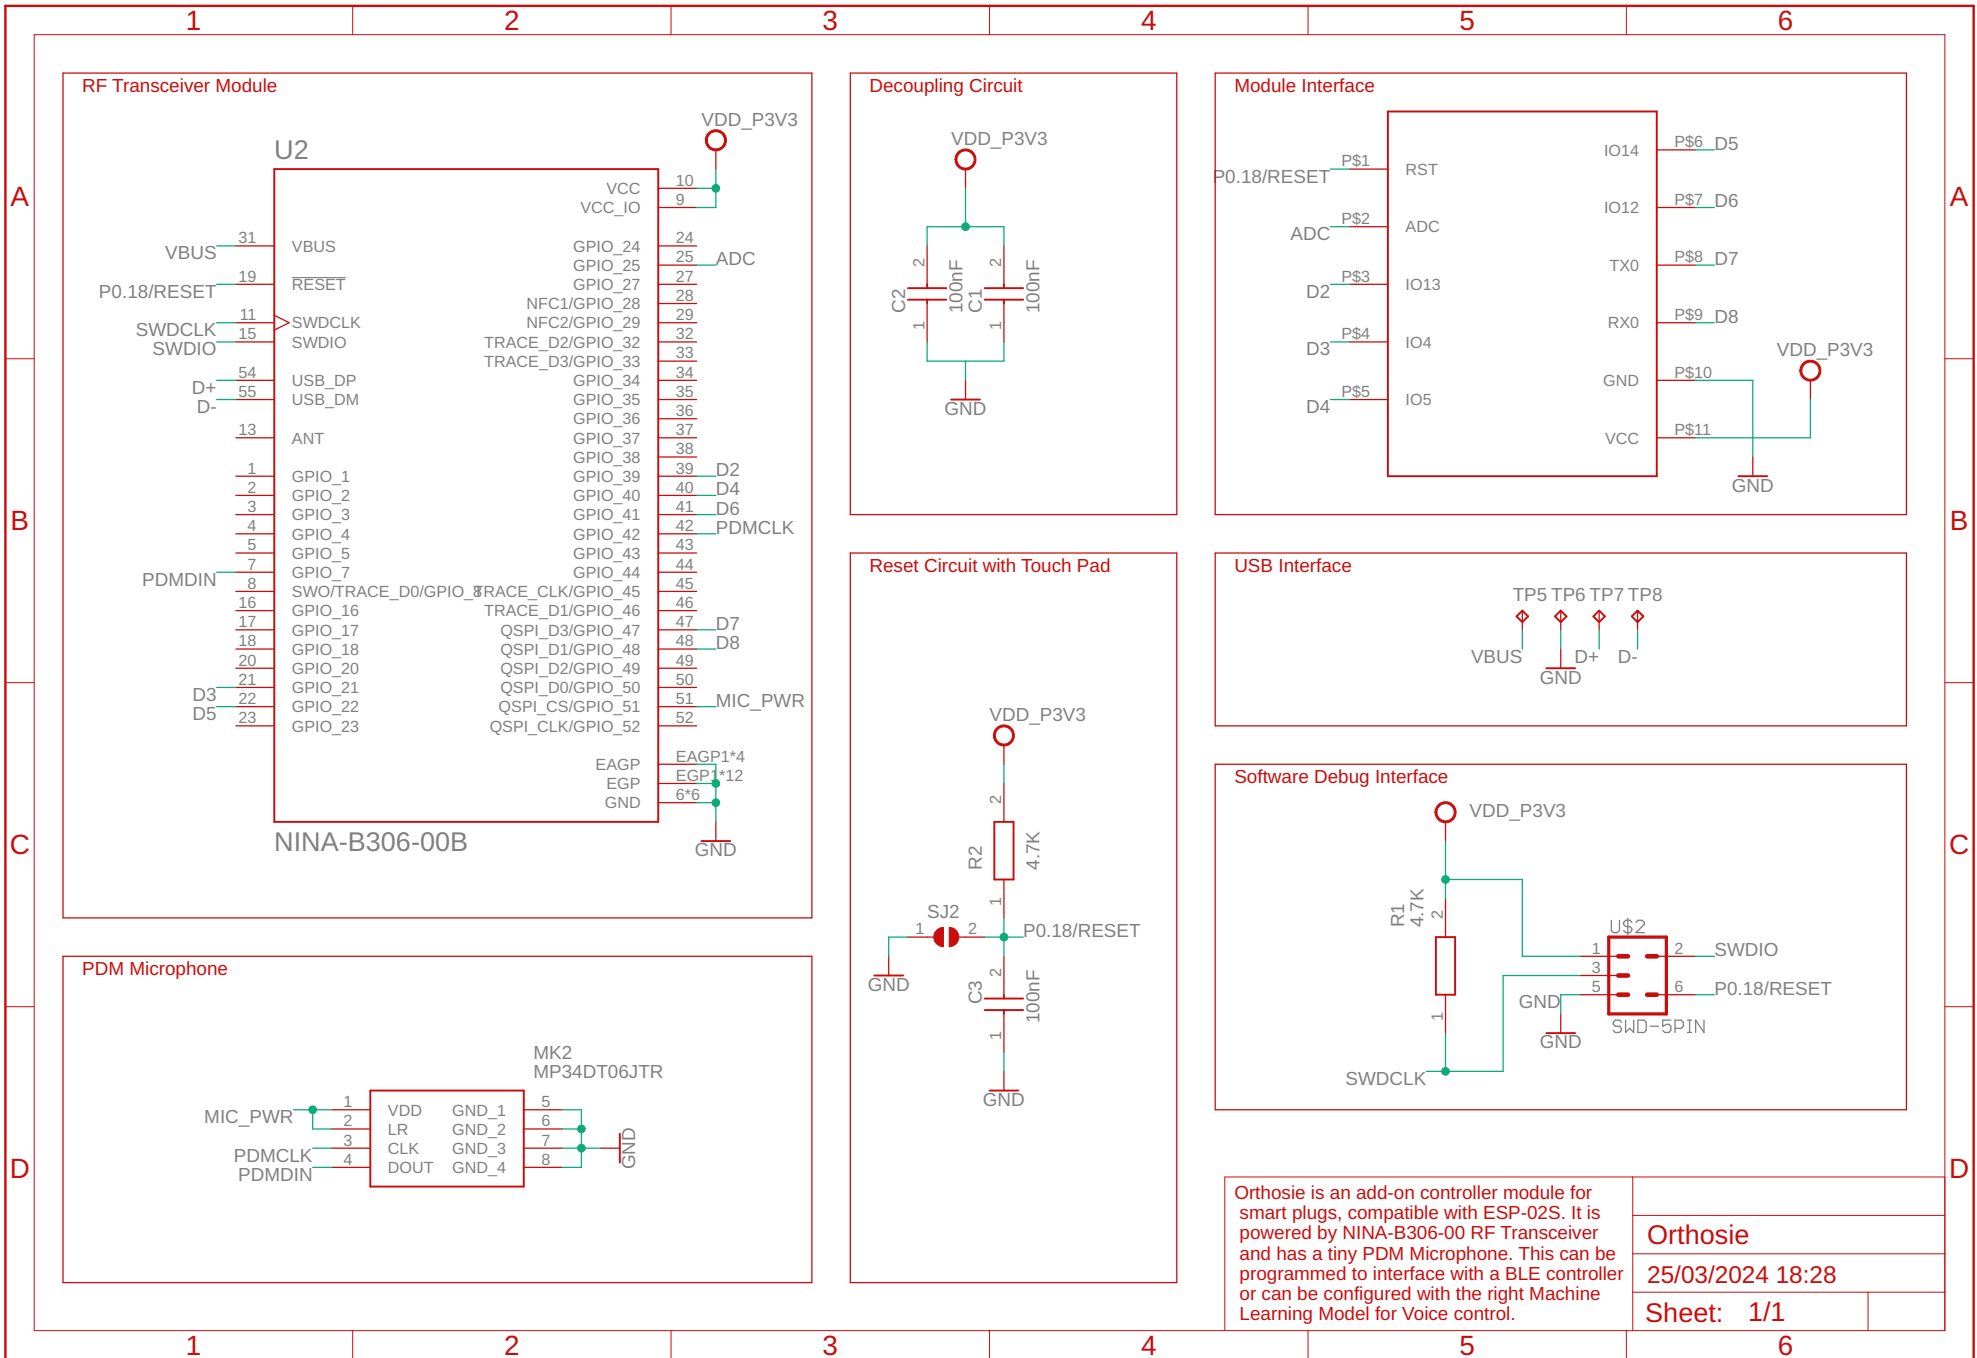 1 2 3 4 5 6
A A
B B
C C
D D
1 2 3 4 5 6
RF Transceiver Module
VDD_P3V3
U2
VBUS 31 VBUS
P0.18/RESET 19 RESET
SWDCLK 11 SWDCLK
SWDIO 15 SWDIO
D+ 54 USB_DP
D- 55 USB_DM
13 ANT
1 GPIO_1
2 GPIO_2
3 GPIO_3
4 GPIO_4
5 GPIO_5
PDMDIN 7 GPIO_7
8 SWO/TRACE_D0/GPIO_8
16 GPIO_16
17 GPIO_17
18 GPIO_18
20 GPIO_20
D3 21 GPIO_21
D5 22 GPIO_22
23 GPIO_23
VCC 10
VCC_IO 9
GPIO_24 24
GPIO_25 25 ADC
GPIO_27 27
NFC1/GPIO_28 28
NFC2/GPIO_29 29
TRACE_D2/GPIO_32 32
TRACE_D3/GPIO_33 33
GPIO_34 34
GPIO_35 35
GPIO_36 36
GPIO_37 37
GPIO_38 38
GPIO_39 39 D2
GPIO_40 40 D4
GPIO_41 41 D6
GPIO_42 42 PDMCLK
GPIO_43 43
GPIO_44 44
TRACE_CLK/GPIO_45 45
TRACE_D1/GPIO_46 46
QSPI_D3/GPIO_47 47 D7
QSPI_D1/GPIO_48 48 D8
QSPI_D2/GPIO_49 49
QSPI_D0/GPIO_50 50
QSPI_CS/GPIO_51 51 MIC_PWR
QSPI_CLK/GPIO_52 52
EAGP EAGP1*4
EGP EGP1*12
GND 6*6
GND
NINA-B306-00B
PDM Microphone
MK2
MP34DT06JTR
MIC_PWR 1 VDD GND_1 5
2 LR GND_2 6
PDMCLK 3 CLK GND_3 7
PDMDIN 4 DOUT GND_4 8
GND
Decoupling Circuit
VDD_P3V3
C2 2 1 100nF
C1 2 1 100nF
GND
Reset Circuit with Touch Pad
VDD_P3V3
2
R2 4.7K
1
SJ2
1 2 P0.18/RESET
GND
2
C3 100nF
1
GND
Module Interface
P0.18/RESET P$1 RST
ADC P$2 ADC
D2 P$3 IO13
D3 P$4 IO4
D4 P$5 IO5
IO14 P$6 D5
IO12 P$7 D6
TX0 P$8 D7
RX0 P$9 D8
VDD_P3V3
GND P$10
VCC P$11
GND
USB Interface
TP5 TP6 TP7 TP8
VBUS GND D+ D-
Software Debug Interface
VDD_P3V3
R1
4.7K
2
1
U$2
1 2 SWDIO
3
GND 5 6 P0.18/RESET
SWD-5PIN
GND
SWDCLK
Orthosie is an add-on controller module for
smart plugs, compatible with ESP-02S. It is
powered by NINA-B306-00 RF Transceiver
and has a tiny PDM Microphone. This can be
programmed to interface with a BLE controller
or can be configured with the right Machine
Learning Model for Voice control.
Orthosie
25/03/2024 18:28
Sheet: 1/1